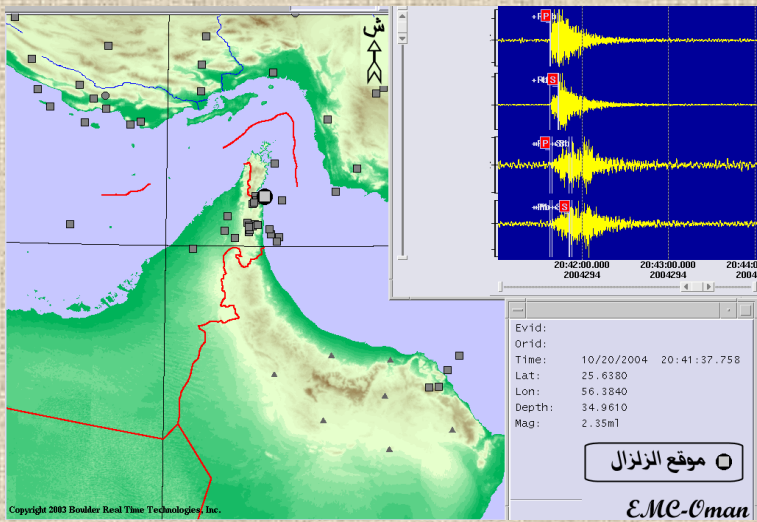 P
S
P
S
20:42:00.000
2004294
20:43:00.000
2004294
20:44:0
2004
Evid:
Orid:
Time: 10/20/2004 20:41:37.758
Lat: 25.6380
Lon: 56.3840
Depth: 34.9610
Mag: 2.35ml
موقع الزلزال
EMC-Oman
Copyright 2003 Boulder Real Time Technologies, Inc.